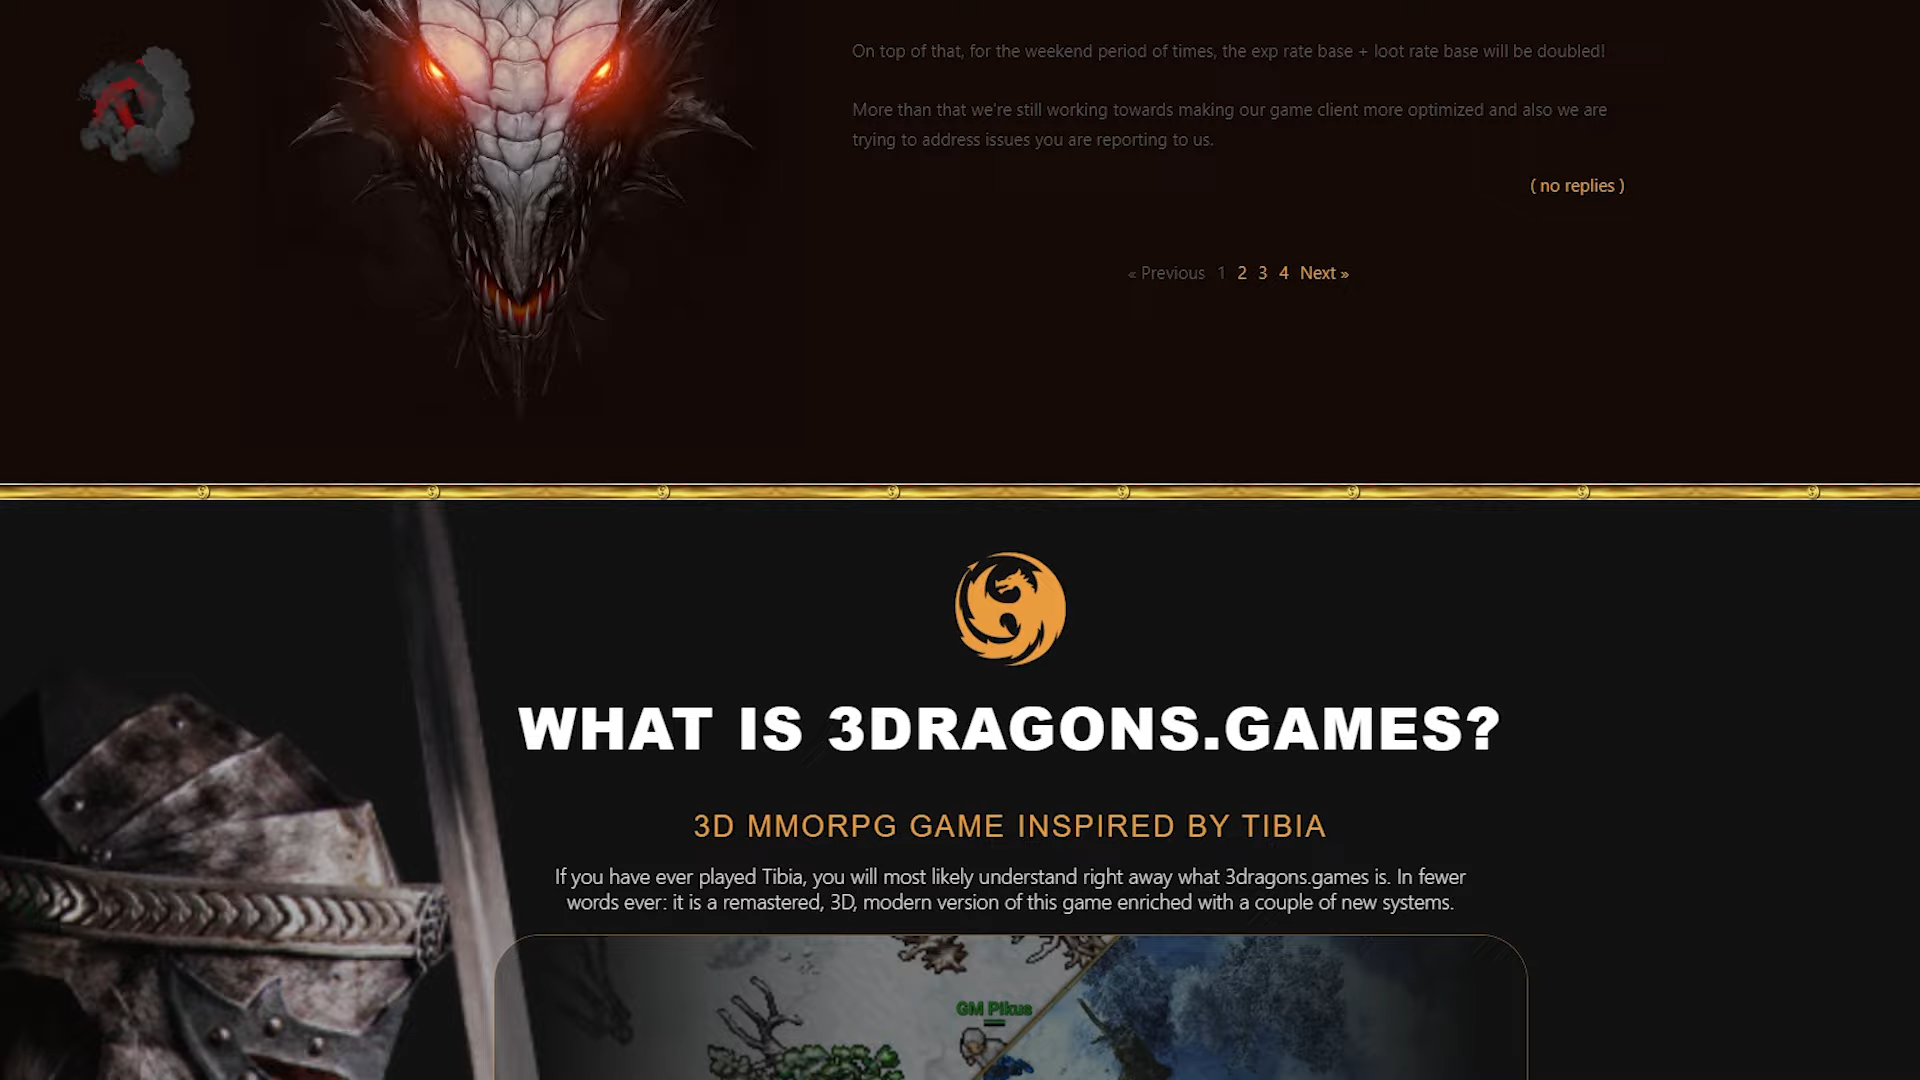 On top of that, for the weekend period of times, the exp rate base + loot rate base will be doubled!
More than that we're still working towards making our game client more optimized and also we are
trying to address issues you are reporting to us.
( no replies )
« Previous 1 2 3 4 Next »
WHAT IS 3DRAGONS.GAMES?
3D MMORPG GAME INSPIRED BY TIBIA
If you have ever played Tibia, you will most likely understand right away what 3dragons.games is. In fewer
words ever: it is a remastered, 3D, modern version of this game enriched with a couple of new systems.
GM Pikus